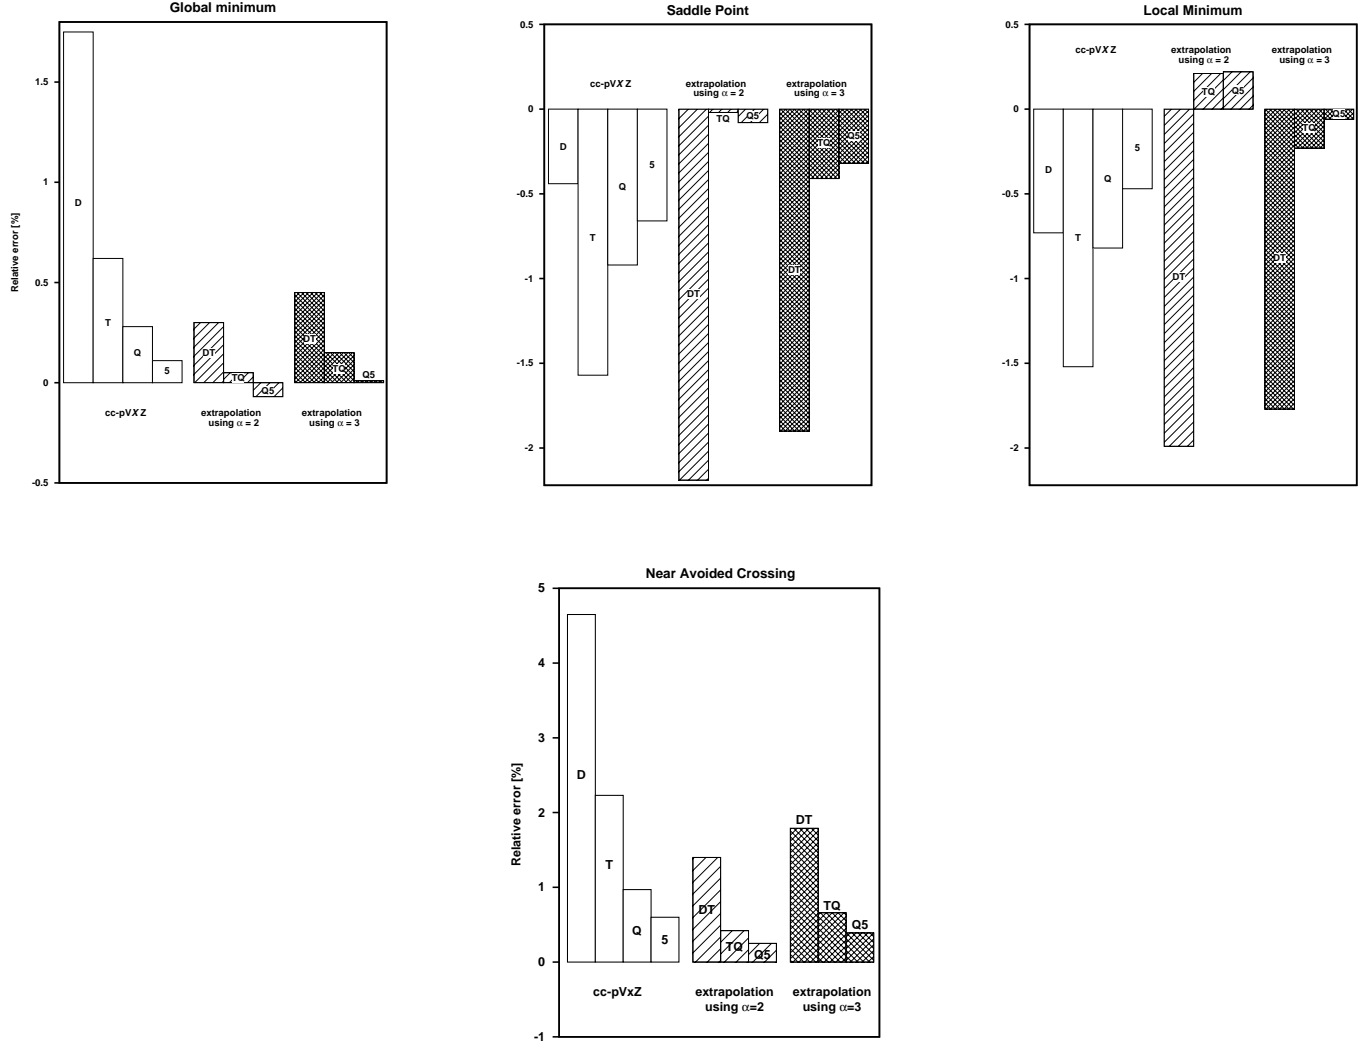 Global minimum
1.5
1
0.5
0
-0.5
Relative error [%]
D
T
Q
5
DT
TQ
Q5
DT
TQ
Q5
cc-pVX Z
extrapolation
using α = 2
extrapolation
using α = 3
Saddle Point
0.5
0
-0.5
-1
-1.5
-2
cc-pVX Z
extrapolation
using α = 2
extrapolation
using α = 3
D
T
Q
5
DT
TQ
Q5
DT
TQ
Q5
Local Minimum
0.5
0
-0.5
-1
-1.5
-2
cc-pVX Z
extrapolation
using α = 2
extrapolation
using α = 3
D
T
Q
5
DT
TQ
Q5
DT
TQ
Q5
Near Avoided Crossing
5
4
3
2
1
0
-1
Relative error [%]
D
T
Q
5
DT
TQ
Q5
DT
TQ
Q5
cc-pVxZ
extrapolation
using α=2
extrapolation
using α=3